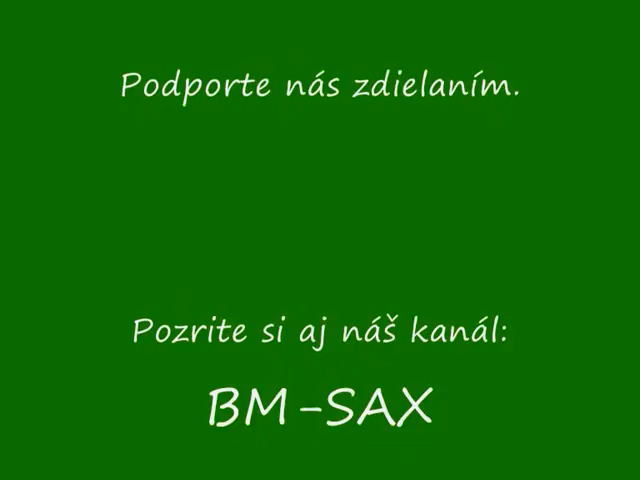 Podporte nás zdielaním.
Pozrite si aj náš kanál:
BM-SAX